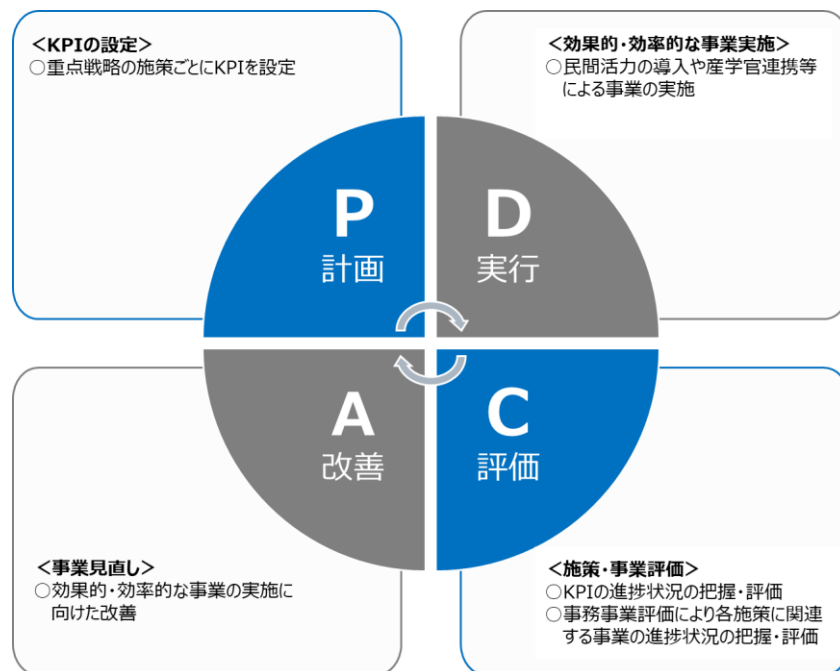 <KPIの設定>
○重点戦略の施策ごとにKPIを設定
<効果的・効率的な事業実施>
○民間活力の導入や産学官連携等
による事業の実施
P
計画
D
実行
A
改善
C
評価
<事業見直し>
○効果的・効率的な事業の実施に
向けた改善
<施策・事業評価>
○KPIの進捗状況の把握・評価
○事務事業評価により各施策に関連
する事業の進捗状況の把握・評価